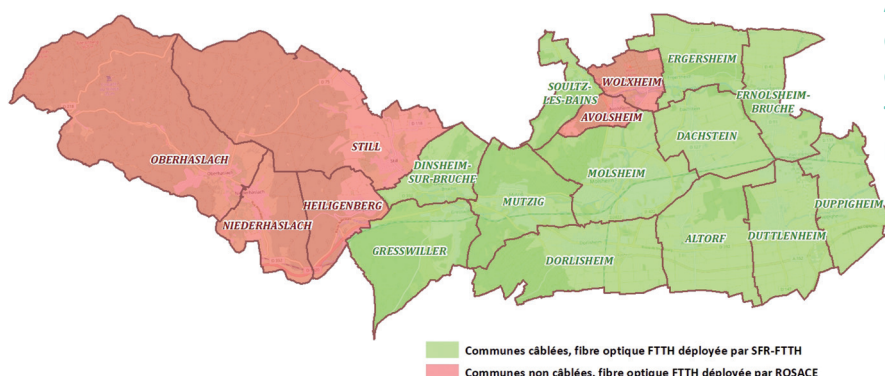 ERGERSHEIM
WOLXHEIM
SOULTZ-
LES-BAINS
ERNOLSHEIM-
BRUCHE
AVOLSHEIM
DACHSTEIN
STILL
OBERHASLACH
DINSHEIM-
SUR-BRUCHE
MOLSHEIM
HEILIGENBERG
MUTZIG
DUPPIGHEIM
NIEDERHASLACH
GRESSWILLER
ALTORF
DUTTLENHEIM
DORLISHEIM
Communes câblées, fibre optique FTTH déployée par SFR-FTTH
Communes non câblées, fibre optique FTTH déployée par ROSACE